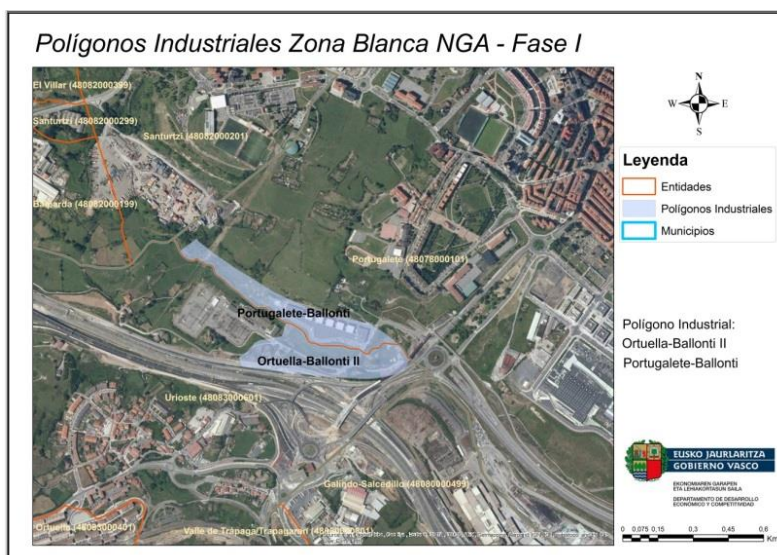 Polígonos Industriales Zona Blanca NGA - Fase I
El Villar (48082000399)
Santurtzi (48082000299)
Santurtzi (48082000201)
(48082000199)
Portugalete (48078000101)
Portugalete-Ballonti
Ortuella-Ballonti II
Urioste (48083000601)
Galindo-Salcedillo (48080000499)
Ortuella (48083000401)
Valle de Trápaga/Trapagaran
N
W E
S
Leyenda
Entidades
Polígonos Industriales
Municipios
Polígono Industrial:
Ortuella-Ballonti II
Portugalete-Ballonti
EUSKO JAURLARITZA
GOBIERNO VASCO
EKONOMIAREN GARAPEN
ETA LEHIAKORTASUN SAILA
DEPARTAMENTO DE DESARROLLO
ECONÓMICO Y COMPETITIVIDAD
0 0,075 0,15 0,3 0,45 0,6
Km